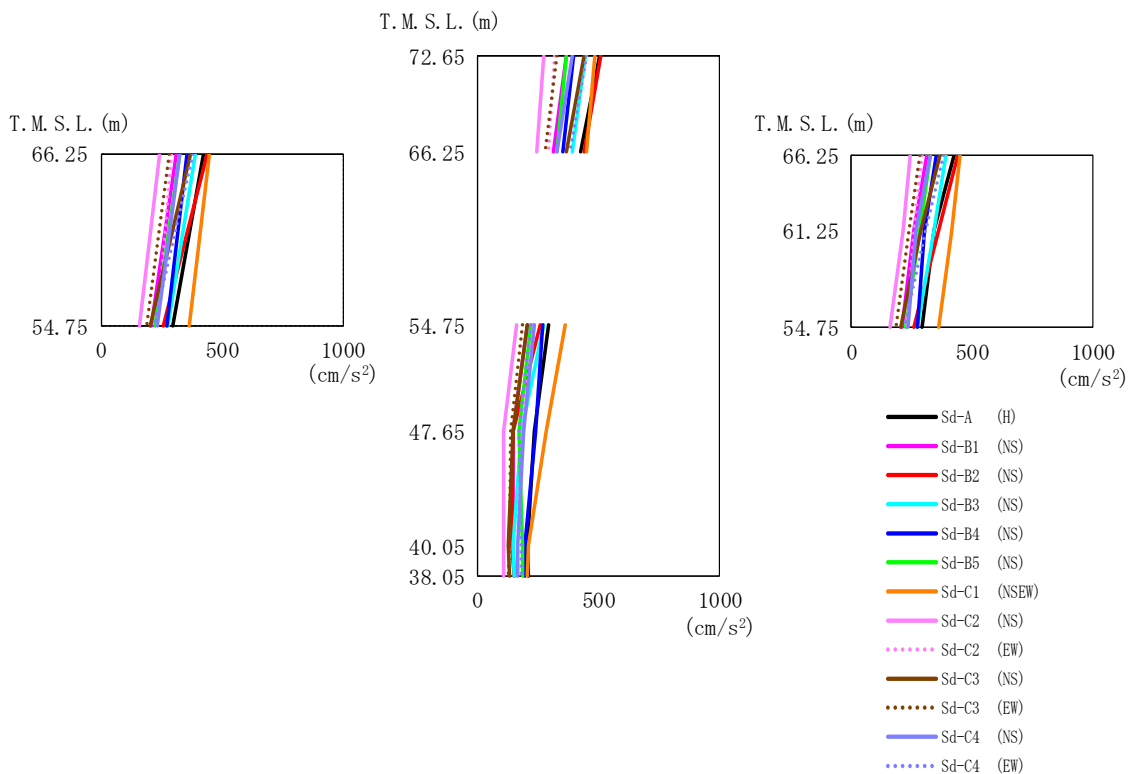 T.M.S.L.(m)
66.25
54.75
0
500
1000
(cm/s²)
T.M.S.L.(m)
72.65
66.25
54.75
47.65
40.05
38.05
0
500
1000
(cm/s²)
T.M.S.L.(m)
66.25
61.25
54.75
0
500
1000
(cm/s²)
Sd-A (H)
Sd-B1 (NS)
Sd-B2 (NS)
Sd-B3 (NS)
Sd-B4 (NS)
Sd-B5 (NS)
Sd-C1 (NSEW)
Sd-C2 (NS)
Sd-C2 (EW)
Sd-C3 (NS)
Sd-C3 (EW)
Sd-C4 (NS)
Sd-C4 (EW)